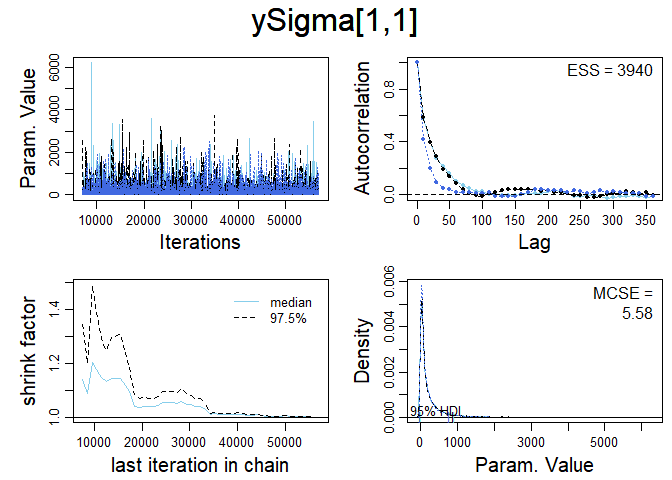 ySigma[1,1]
Param. Value
0 2000 4000 6000
10000 20000 30000 40000 50000
Iterations
Autocorrelation
0.0 0.4 0.8
ESS = 3940
0 50 100 150 200 250 300 350
Lag
shrink factor
1.0 1.2 1.4
median
97.5%
10000 20000 30000 40000 50000
last iteration in chain
Density
0.000 0.002 0.004 0.006
MCSE =
5.58
95% HDI
0 2000 4000 6000
Param. Value